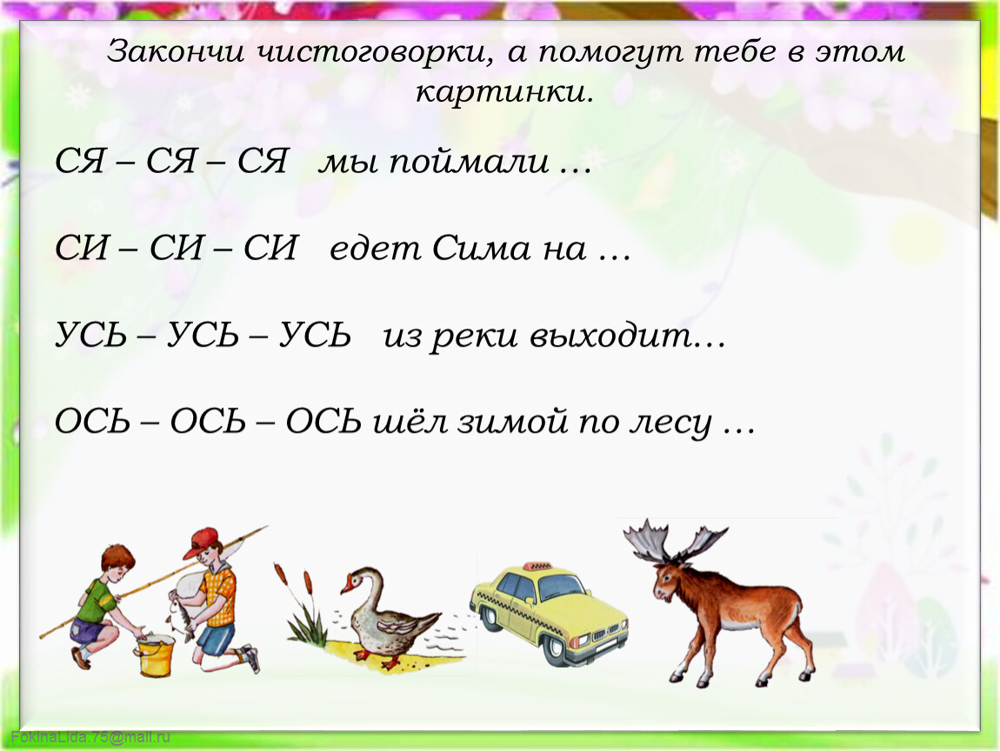 Закончи чистоговорки, а помогут тебе в этом
картинки.
СЯ – СЯ – СЯ   мы поймали …
СИ – СИ – СИ   едет Сима на …
УСЬ – УСЬ – УСЬ   из реки выходит…
ОСЬ – ОСЬ – ОСЬ шёл зимой по лесу …
FokinaLida.75@mail.ru